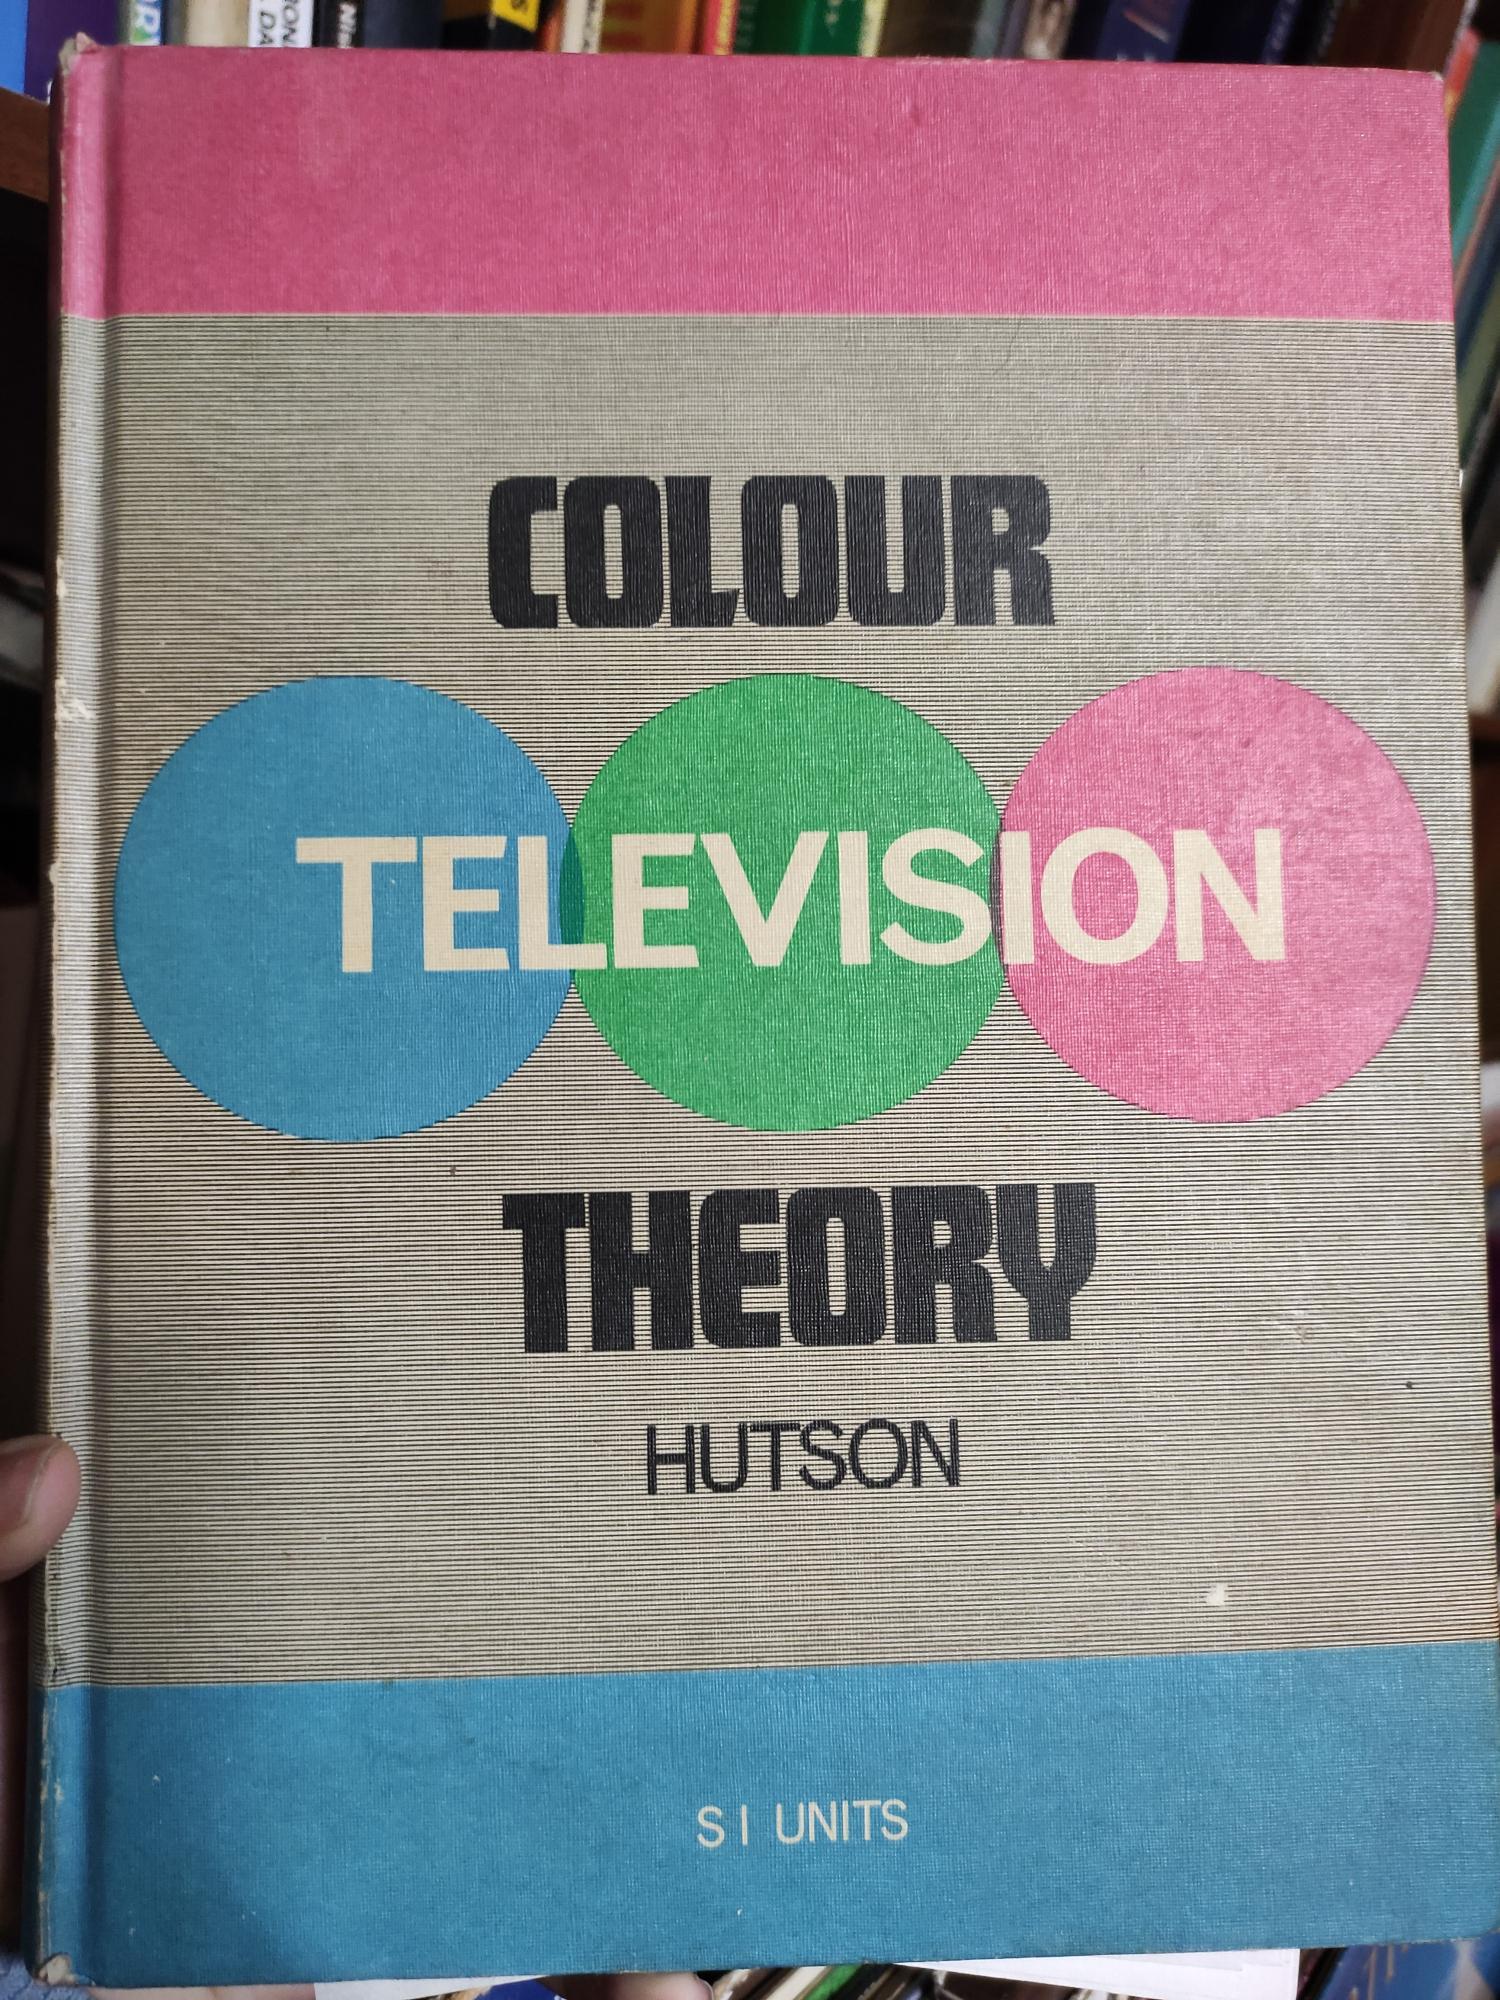 COLOUR
TELEVISION
THEORY
HUTSON
S I UNITS